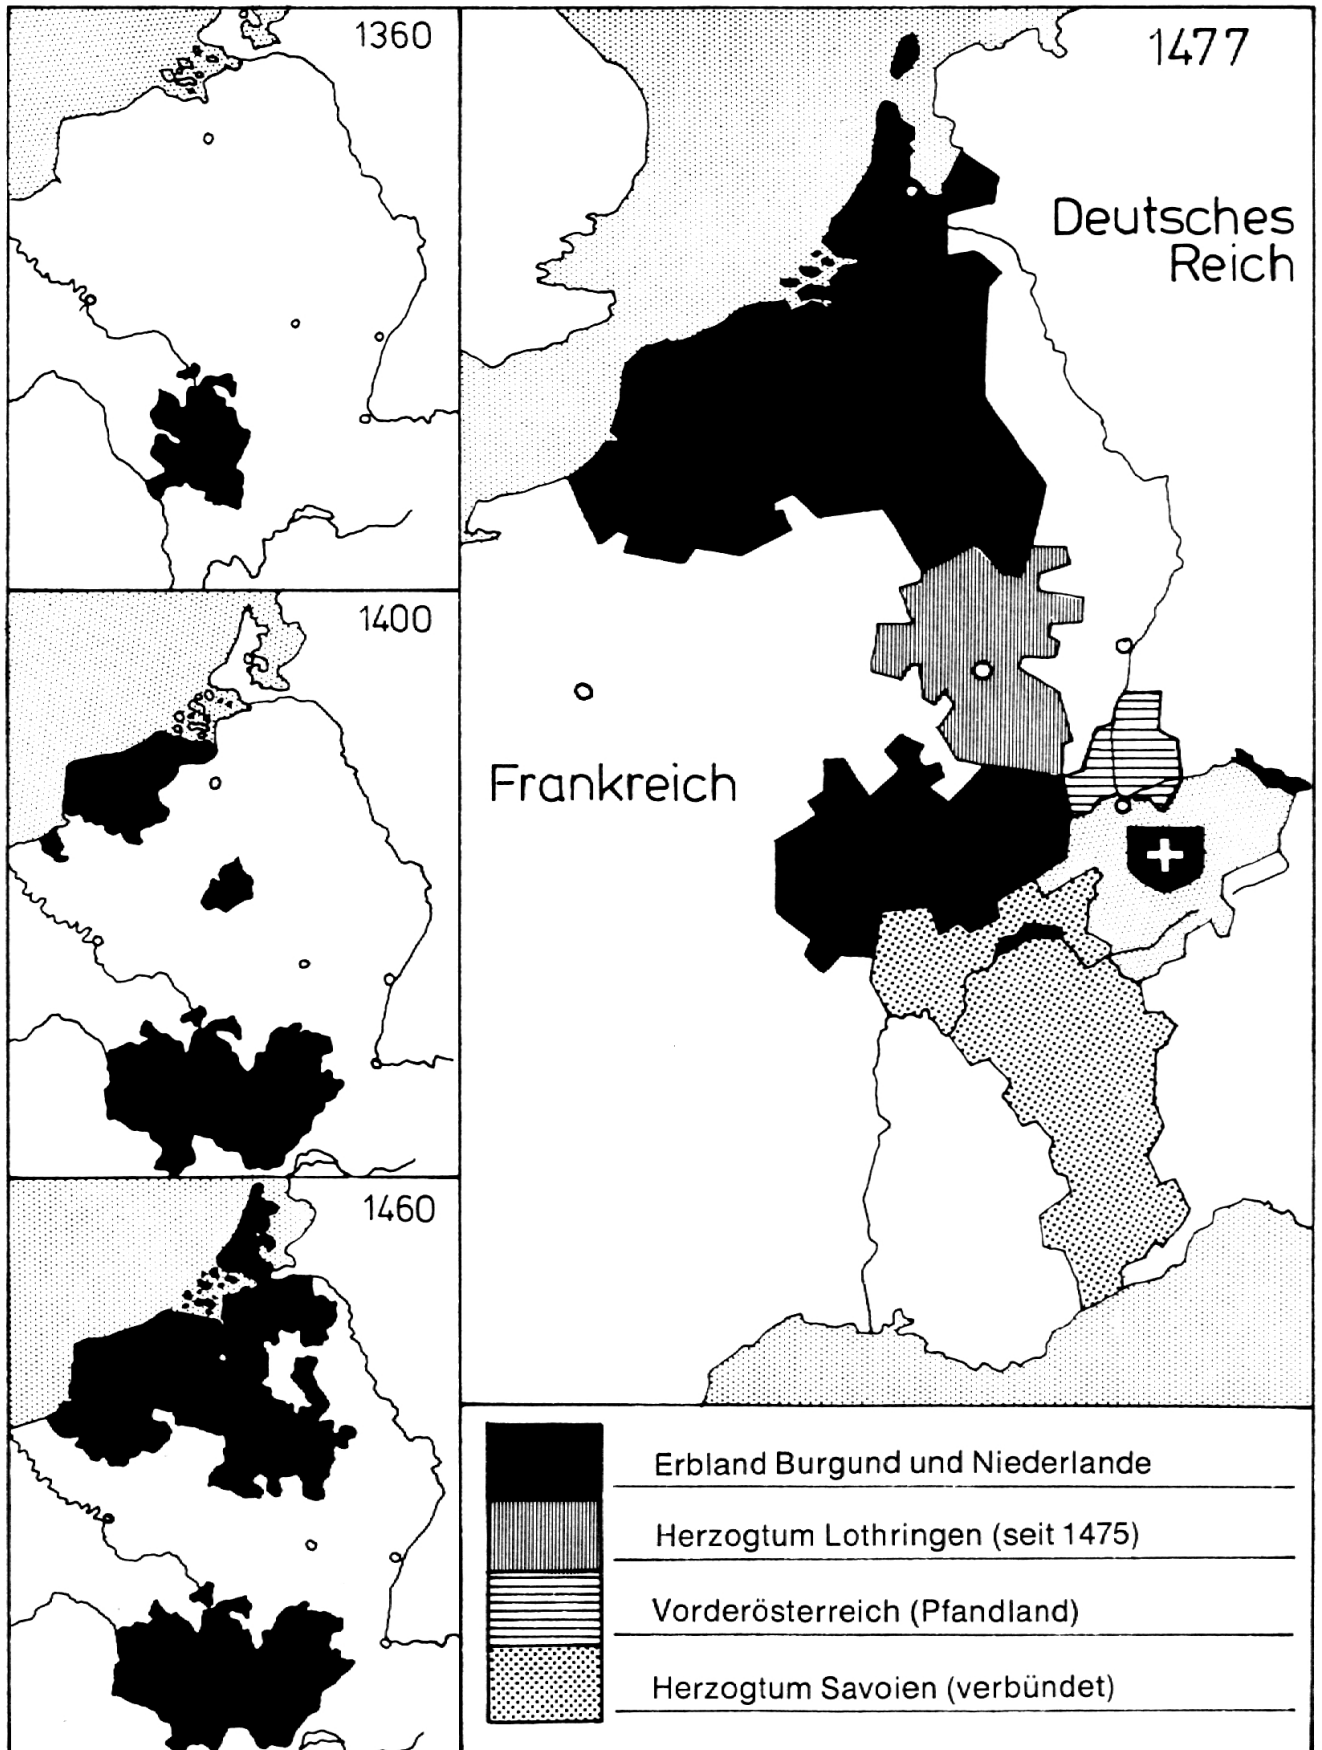 1360
1400
1460
1477
Deutsches
Reich
Frankreich
Erbland Burgund und Niederlande
Herzogtum Lothringen (seit 1475)
Vorderösterreich (Pfandland)
Herzogtum Savoien (verbündet)